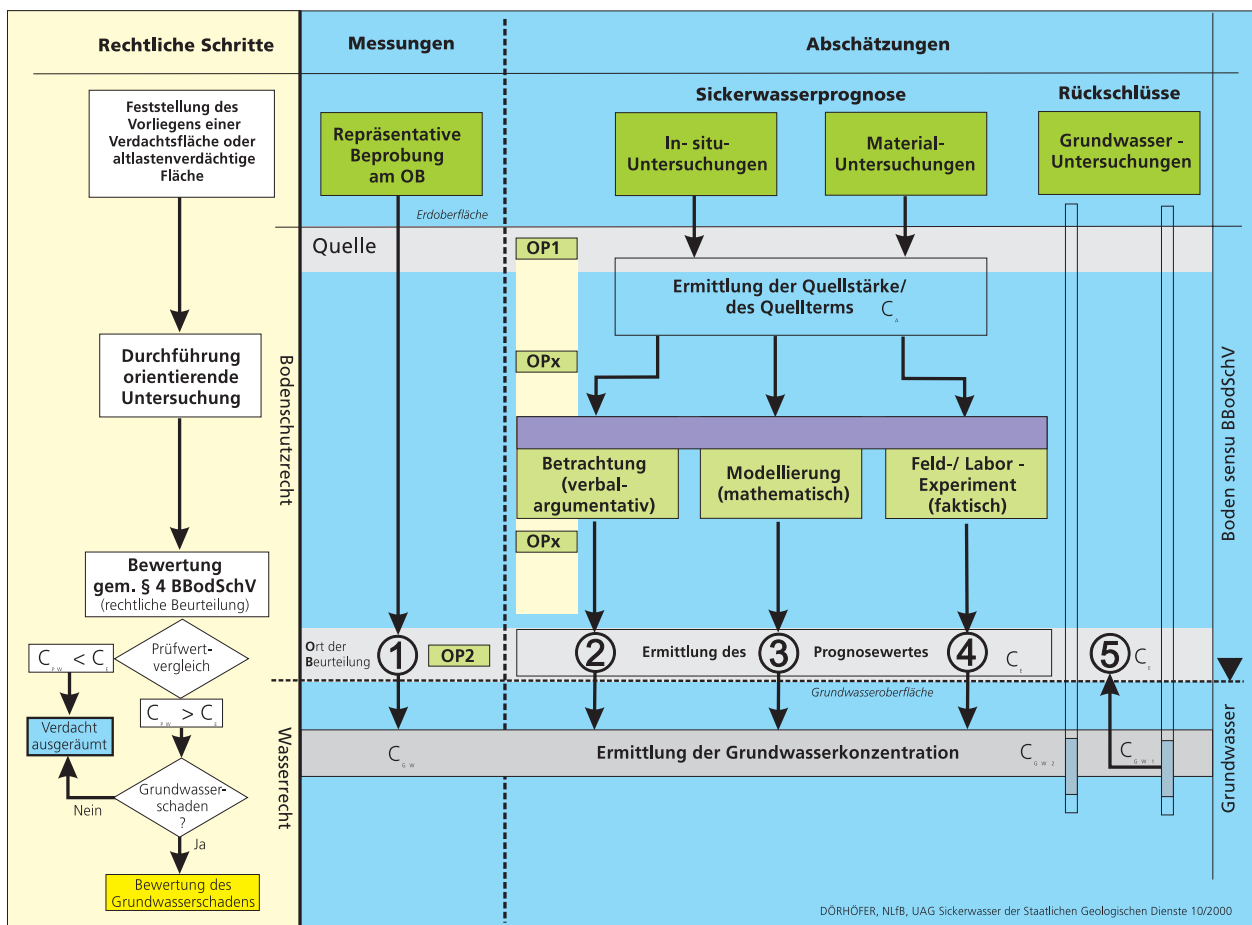 Rechtliche Schritte
Messungen
Abschätzungen
Sickerwasserprognose
Rückschlüsse
Feststellung des
Vorliegens einer
Verdachtsfläche oder
altlastenverdächtige
Fläche
Repräsentative
Beprobung
am OB
In- situ-
Untersuchungen
Material-
Untersuchungen
Grundwasser -
Untersuchungen
Erdoberfläche
Quelle
OP1
Ermittlung der Quellstärke/
des Quellterms C A
Durchführung
orientierende
Untersuchung
Bodenschutzrecht
OPx
Boden sensu BBodSchV
Betrachtung
(verbal-
argumentativ)
Modellierung
(mathematisch)
Feld-/ Labor -
Experiment
(faktisch)
OPx
Bewertung
gem. § 4 BBodSchV
(rechtliche Beurteilung)
Prüfwert-
vergleich
C PW < C E
C PW > C E
Verdacht
ausgeräumt
Ort der
Beurteilung
1
OP2
2
Ermittlung des
3
Prognosewertes
4
C E
5
C E
Grundwasseroberfläche
Wasserrecht
Grundwasser
C GW
Ermittlung der Grundwasserkonzentration
C GW2
C GW1
Grundwasser-
schaden
?
Nein
Ja
Bewertung des
Grundwasserschadens
DÖRHÖFER, NLfB, UAG Sickerwasser der Staatlichen Geologischen Dienste 10/2000